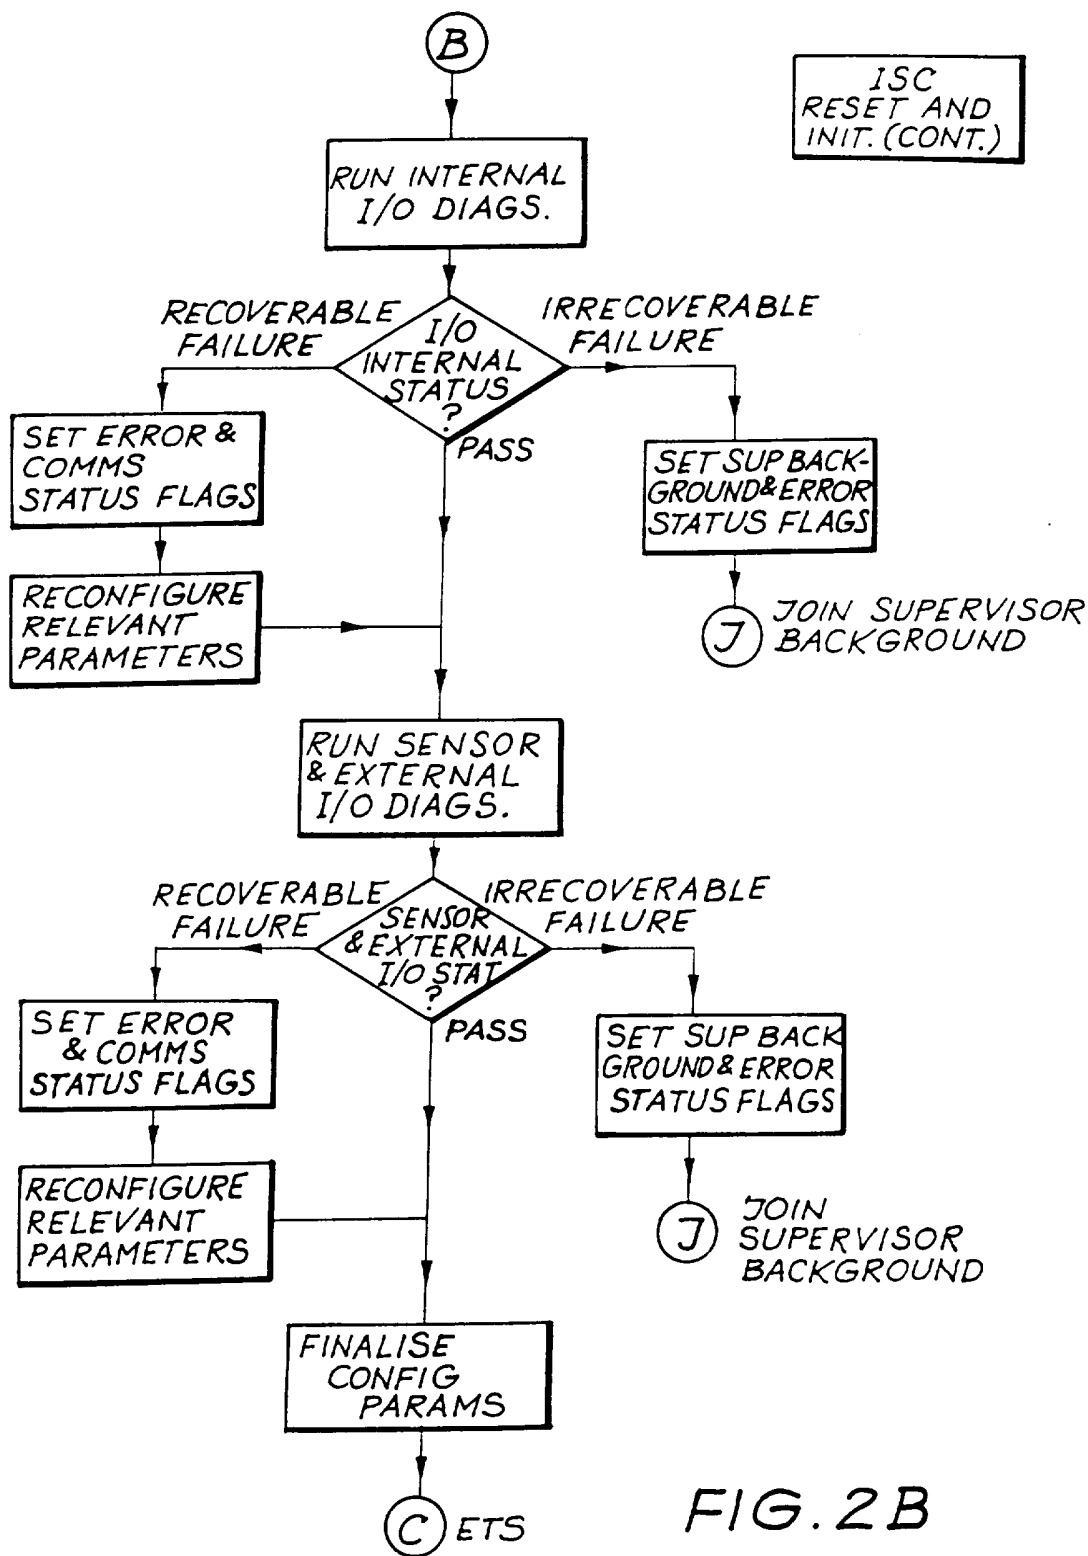 B
ISC
RESET AND
INIT. (CONT.)
RUN INTERNAL
I/O DIAGS.
RECOVERABLE
FAILURE
I/O
INTERNAL
STATUS
?
IRRECOVERABLE
FAILURE
PASS
SET ERROR &
COMMS
STATUS FLAGS
SET SUP BACK-
GROUND & ERROR
STATUS FLAGS
RECONFIGURE
RELEVANT
PARAMETERS
J
JOIN SUPERVISOR
BACKGROUND
RUN SENSOR
& EXTERNAL
I/O DIAGS.
RECOVERABLE
FAILURE
SENSOR
& EXTERNAL
I/O STAT
?
IRRECOVERABLE
FAILURE
PASS
SET ERROR
& COMMS
STATUS FLAGS
SET SUP BACK
GROUND & ERROR
STATUS FLAGS
RECONFIGURE
RELEVANT
PARAMETERS
J
JOIN
SUPERVISOR
BACKGROUND
FINALISE
CONFIG
PARAMS
C
ETS
FIG. 2B